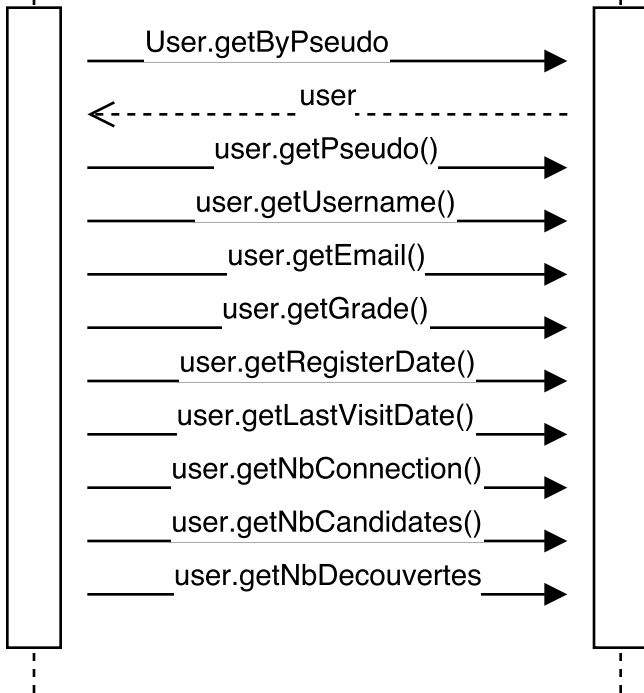 User.getByPseudo
user
user.getPseudo()
user.getUsername()
user.getEmail()
user.getGrade()
user.getRegisterDate()
user.getLastVisitDate()
user.getNbConnection()
user.getNbCandidates()
user.getNbDecouvertes